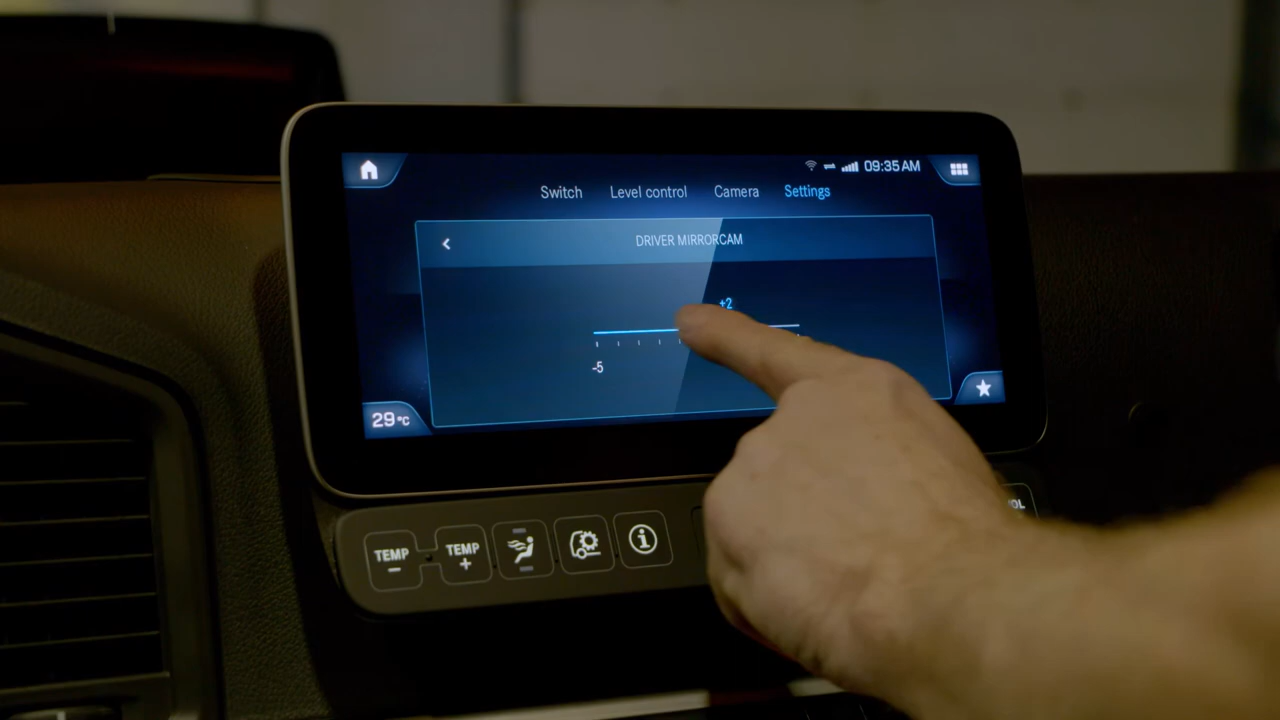 09:35 AM
Switch Level control Camera Settings
DRIVER MIRRORCAM
+2
-5
29°C
TEMP
-
TEMP
+